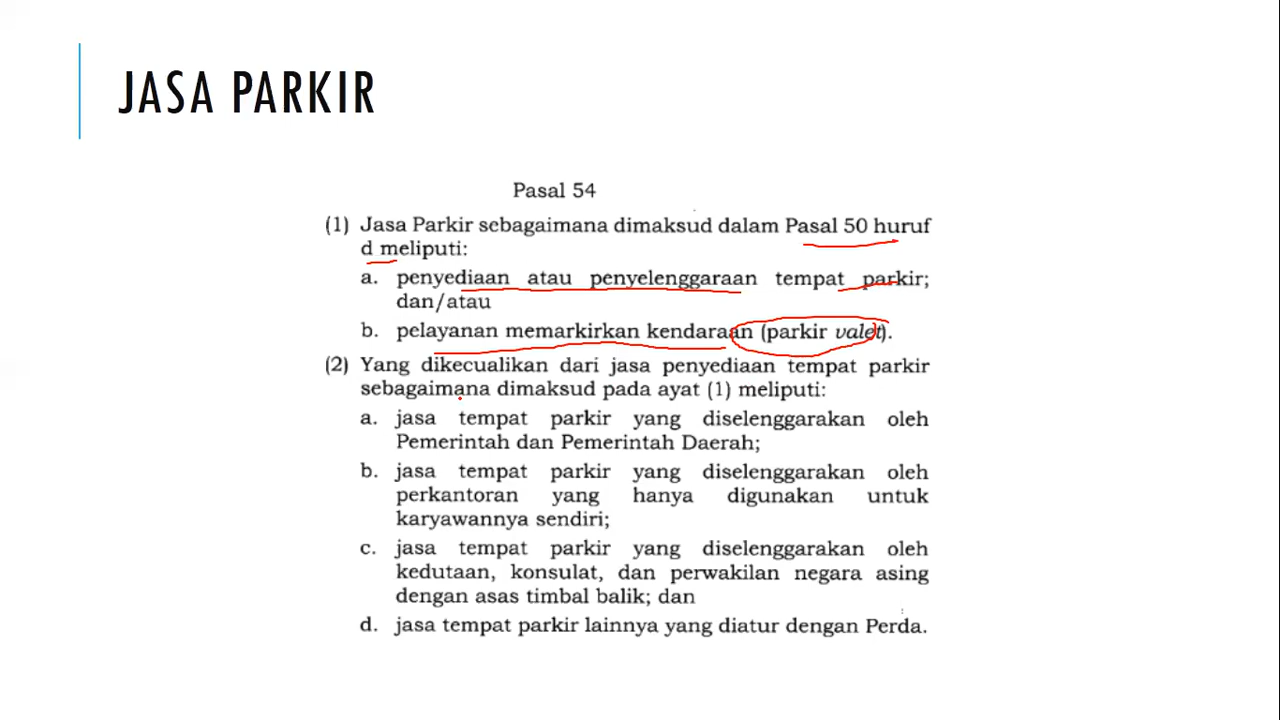 JASA PARKIR
Pasal 54
(1) Jasa Parkir sebagaimana dimaksud dalam Pasal 50 huruf
d meliputi:
a. penyediaan atau penyelenggaraan tempat parkir;
dan/atau
b. pelayanan memarkirkan kendaraan (parkir valet).
(2) Yang dikecualikan dari jasa penyediaan tempat parkir
sebagaimana dimaksud pada ayat (1) meliputi:
a. jasa tempat parkir yang diselenggarakan oleh
Pemerintah dan Pemerintah Daerah;
b. jasa tempat parkir yang diselenggarakan oleh
perkantoran yang hanya digunakan untuk
karyawannya sendiri;
c. jasa tempat parkir yang diselenggarakan oleh
kedutaan, konsulat, dan perwakilan negara asing
dengan asas timbal balik; dan
d. jasa tempat parkir lainnya yang diatur dengan Perda.